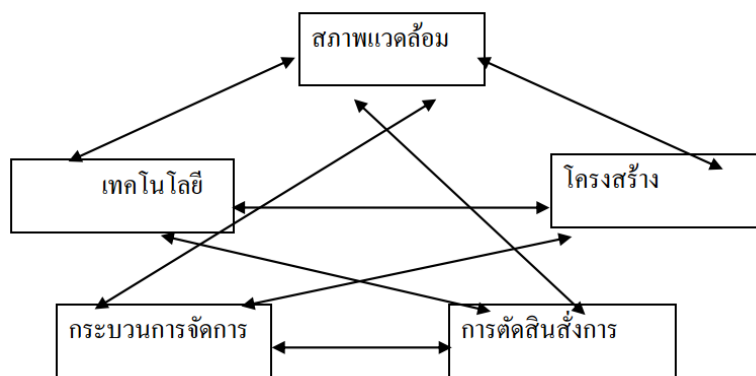 สภาพแวดล้อม
เทคโนโลยี
โครงสร้าง
กระบวนการจัดการ
การตัดสินสั่งการ